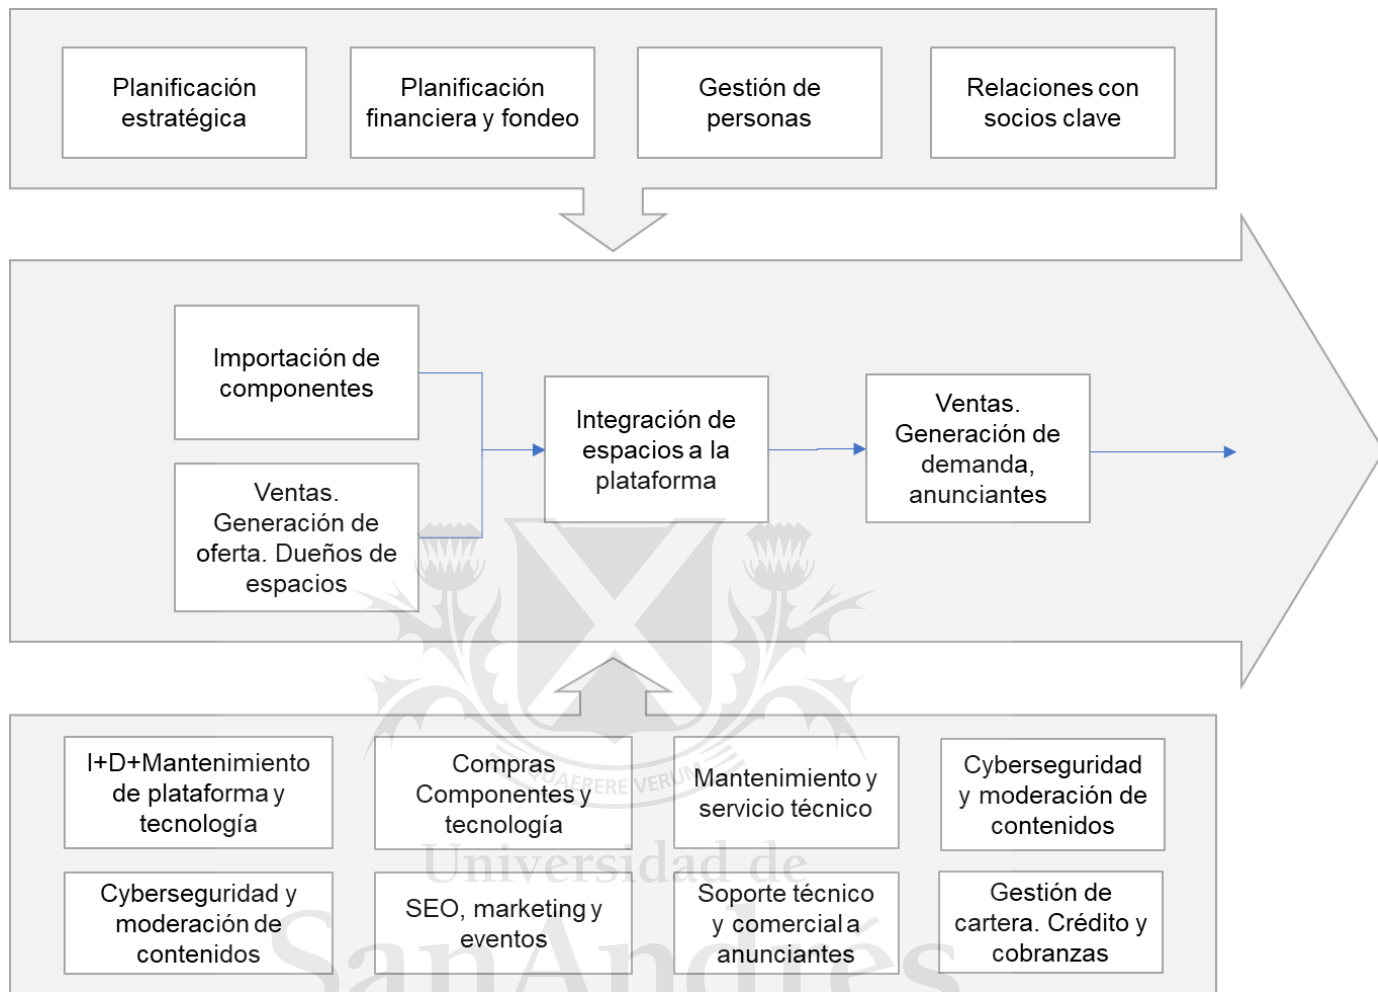 Planificación
estratégica
Planificación
financiera y fondeo
Gestión de
personas
Relaciones con
socios clave
Importación de
componentes
Ventas.
Generación de
oferta. Dueños de
espacios
Integración de
espacios a la
plataforma
Ventas.
Generación de
demanda,
anunciantes
I+D+Mantenimiento
de plataforma y
tecnología
Compras
Componentes y
tecnología
Mantenimiento y
servicio técnico
Cyberseguridad
y moderación de
contenidos
QUAERERE VERUM
Universidad de
Cyberseguridad y
moderación de
contenidos
SEO, marketing y
eventos
Soporte técnico
y comercial a
anunciantes
Gestión de
cartera. Crédito y
cobranzas
SanAndrés